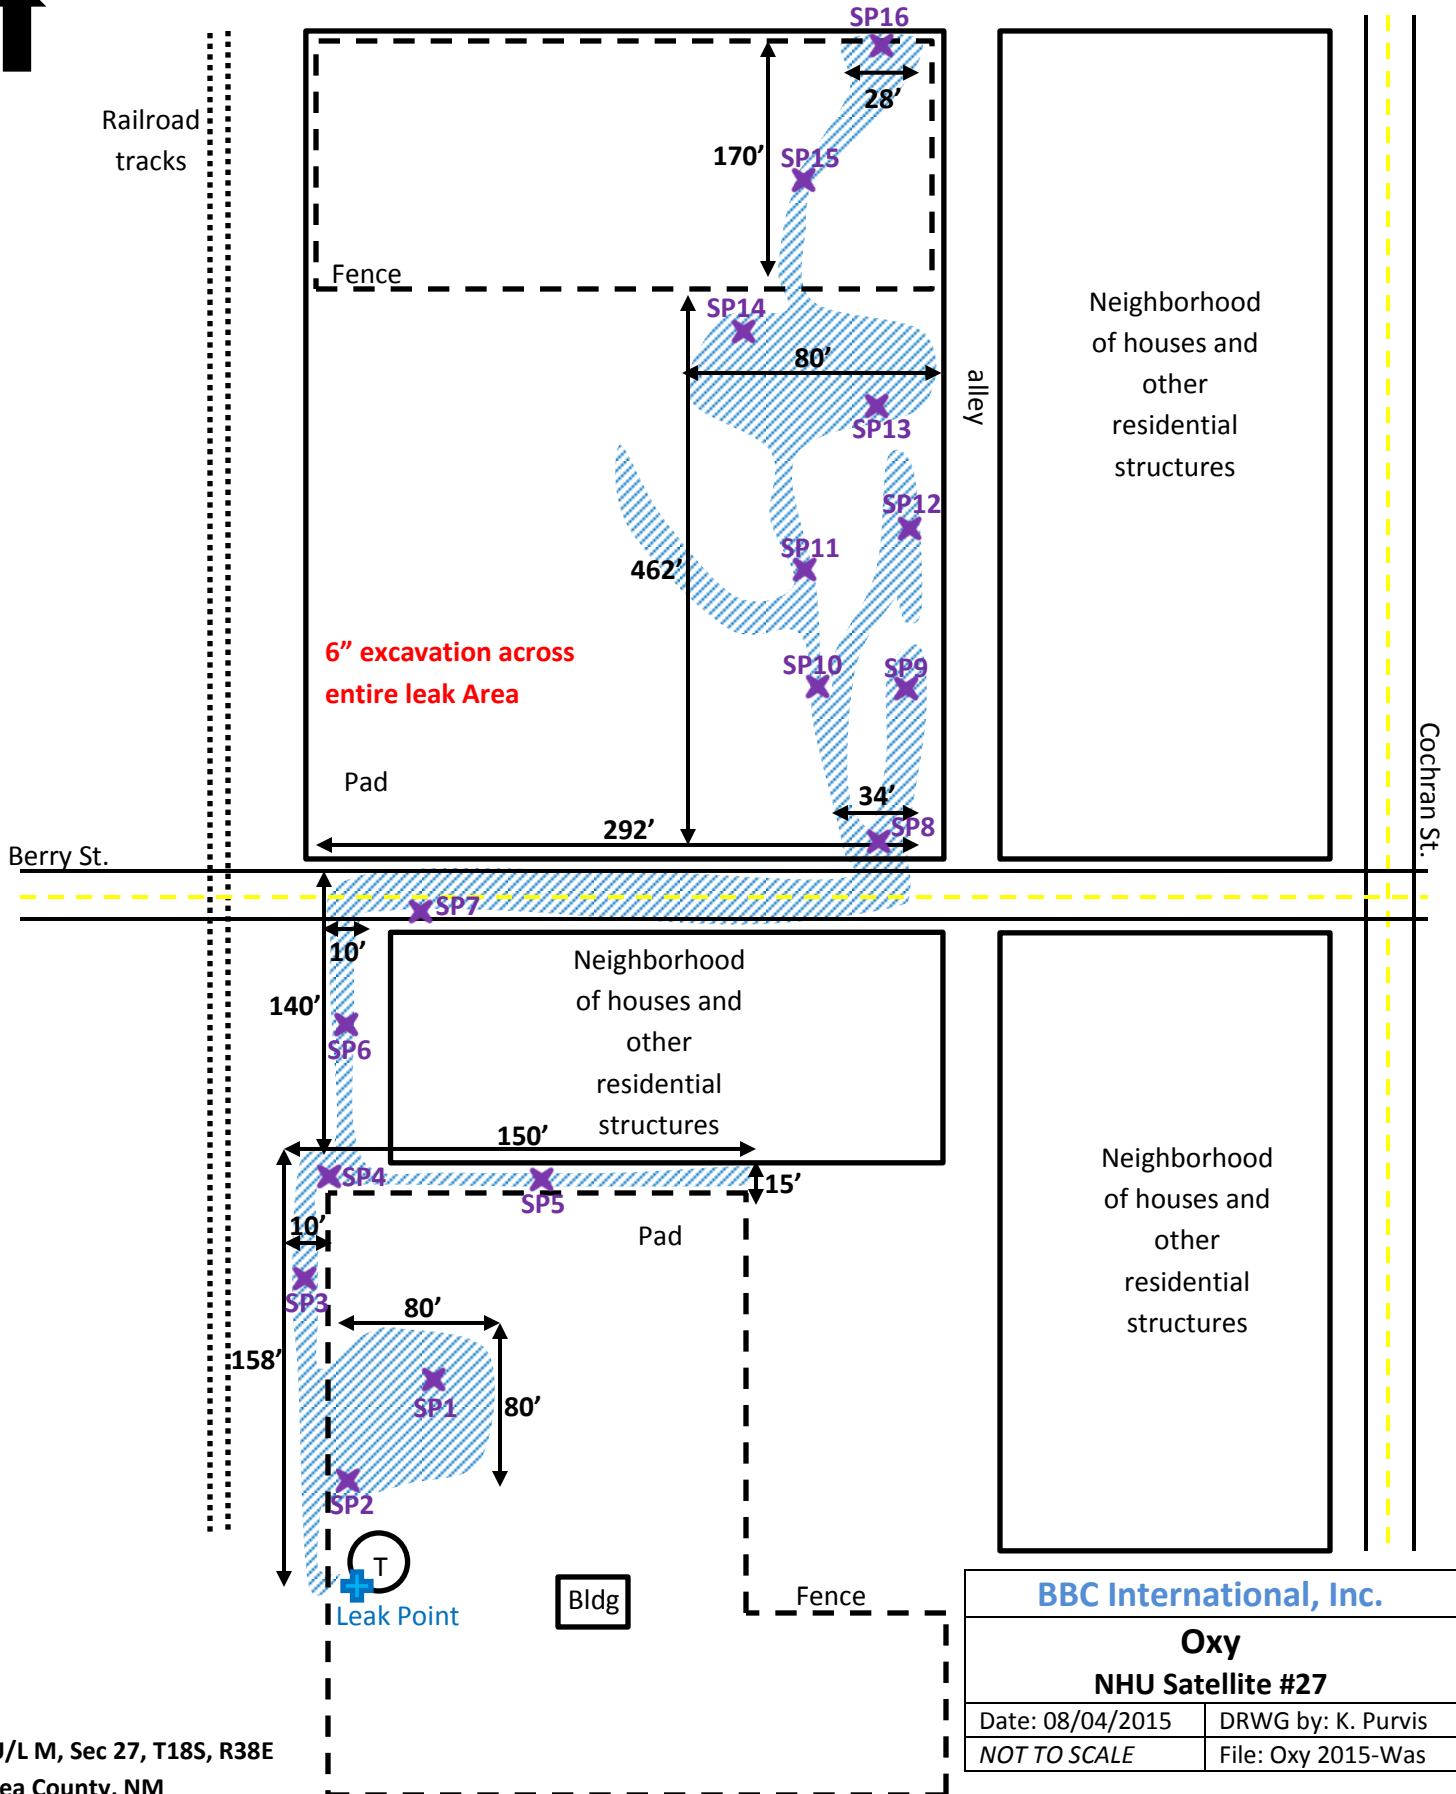 SP16
28’
Railroad
tracks
170’
SP15
Fence
SP14
80’
SP13
alley
Neighborhood
of houses and
other
residential
structures
SP12
SP11
462’
6” excavation across
entire leak Area
SP10
SP9
Pad
34’
292’
SP8
Cochran St.
Berry St.
SP7
10’
Neighborhood
of houses and
other
residential
structures
140’
SP6
150’
SP4
SP5
15’
Pad
Neighborhood
of houses and
other
residential
structures
10’
SP3
80’
158’
SP1
80’
SP2
T
Leak Point
Bldg
Fence
BBC International, Inc.
Oxy
NHU Satellite #27
Date: 08/04/2015
DRWG by: K. Purvis
NOT TO SCALE
File: Oxy 2015-Was
/L M, Sec 27, T18S, R38E
ea County, NM